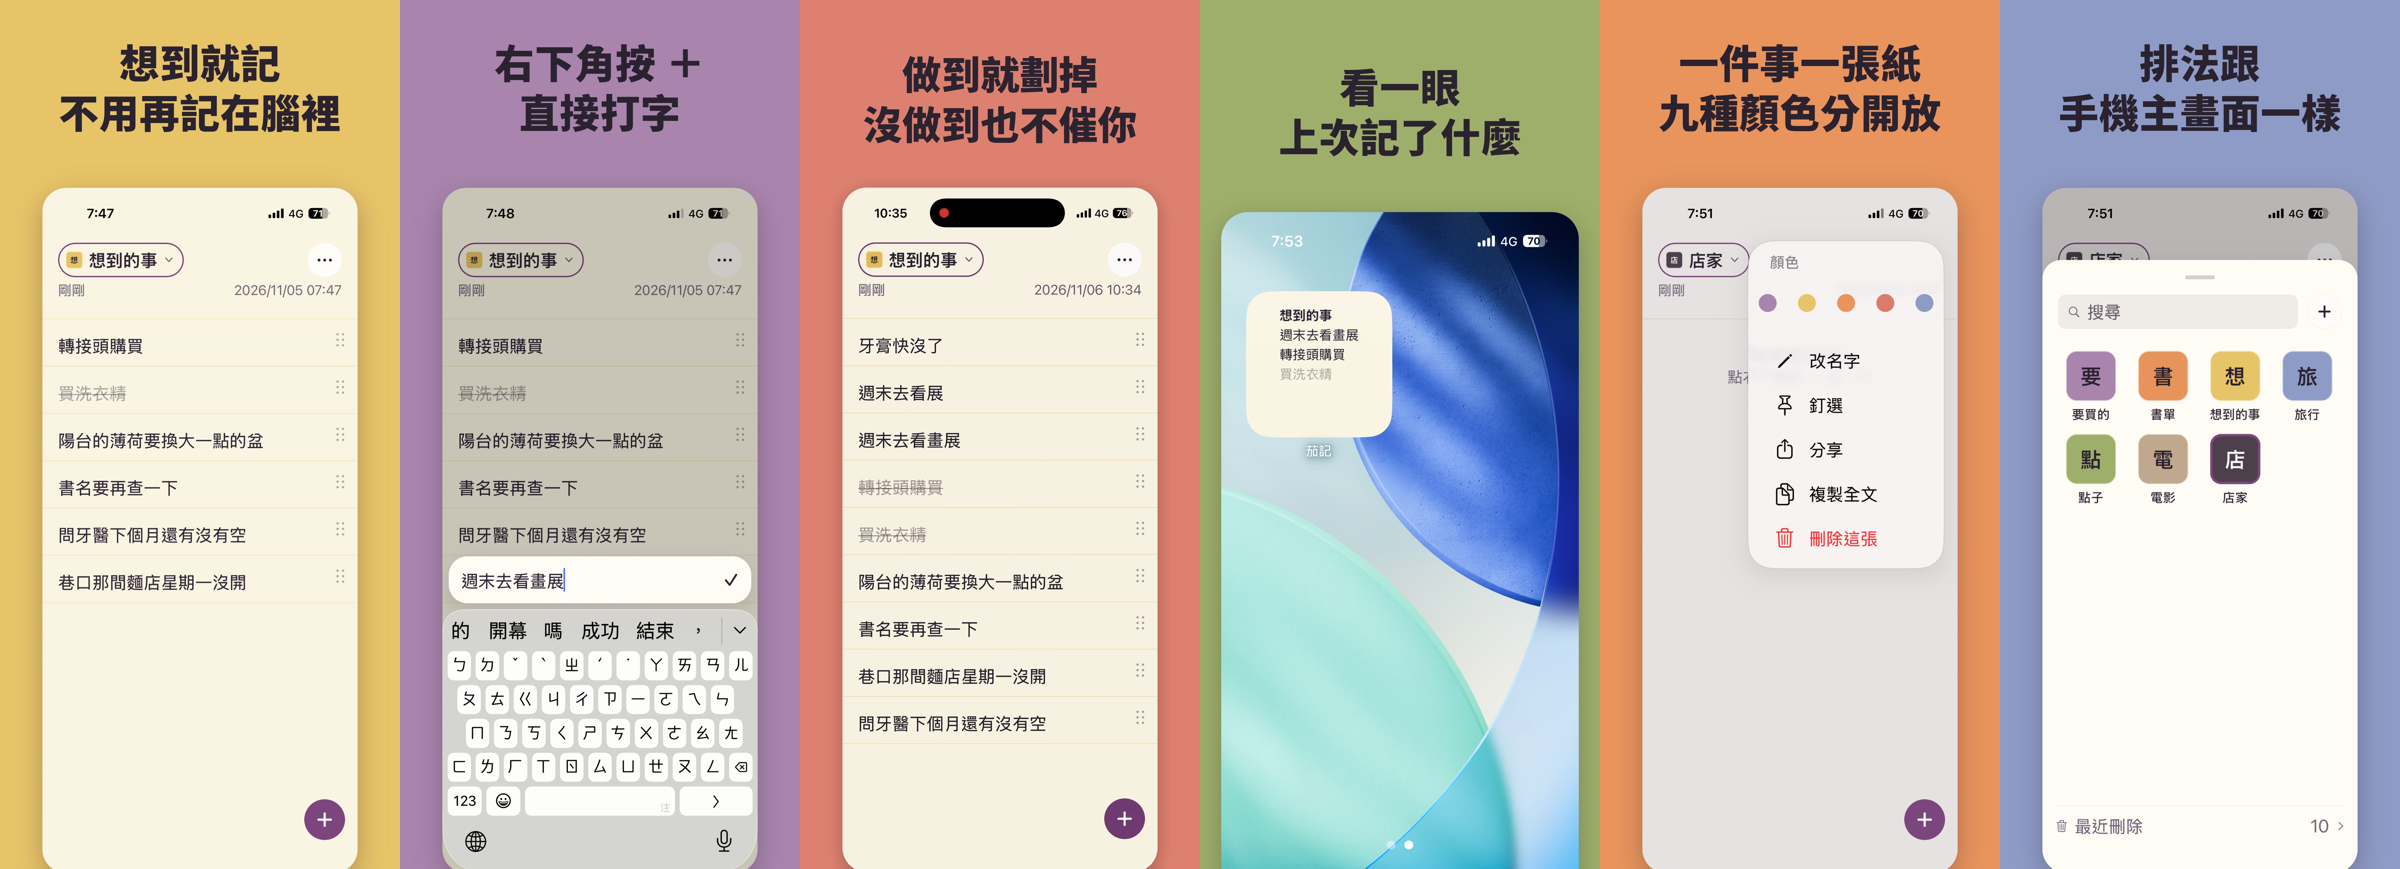 想到就記
不用再記在腦裡
7:47
4G 71
想 想到的事
剛剛
2026/11/05 07:47
轉接頭購買
買洗衣精
陽台的薄荷要換大一點的盆
書名要再查一下
問牙醫下個月還有沒有空
巷口那間麵店星期一沒開
右下角按 +
直接打字
7:48
4G 71
想 想到的事
剛剛
2026/11/05 07:47
轉接頭購買
買洗衣精
陽台的薄荷要換大一點的盆
書名要再查一下
問牙醫下個月還有沒有空
週末去看畫展
的 開幕 嗎 成功 結束 ，
ㄅ ㄉ ˇ ˋ ㄓ ˊ ˙ ㄚ ㄞ ㄢ ㄦ
ㄆ ㄊ ㄍ ㄐ ㄔ ㄗ ㄧ ㄛ ㄟ ㄣ
ㄇ ㄋ ㄎ ㄑ ㄕ ㄘ ㄨ ㄜ ㄠ ㄤ
ㄈ ㄌ ㄏ ㄒ ㄖ ㄙ ㄩ ㄝ ㄡ ㄥ
123
注
做到就劃掉
沒做到也不催你
10:35
4G 76
想 想到的事
剛剛
2026/11/06 10:34
牙膏快沒了
週末去看展
週末去看畫展
轉接頭購買
買洗衣精
陽台的薄荷要換大一點的盆
書名要再查一下
巷口那間麵店星期一沒開
問牙醫下個月還有沒有空
看一眼
上次記了什麼
7:53
4G 70
想到的事
週末去看畫展
轉接頭購買
買洗衣精
茄記
一件事一張紙
九種顏色分開放
7:51
4G 70
店 店家
剛剛
點
顏色
改名字
釘選
分享
複製全文
刪除這張
排法跟
手機主畫面一樣
7:51
4G 70
店 店家
搜尋
要 書 想 旅
要買的 書單 想到的事 旅行
點 電 店
點子 電影 店家
最近刪除
10